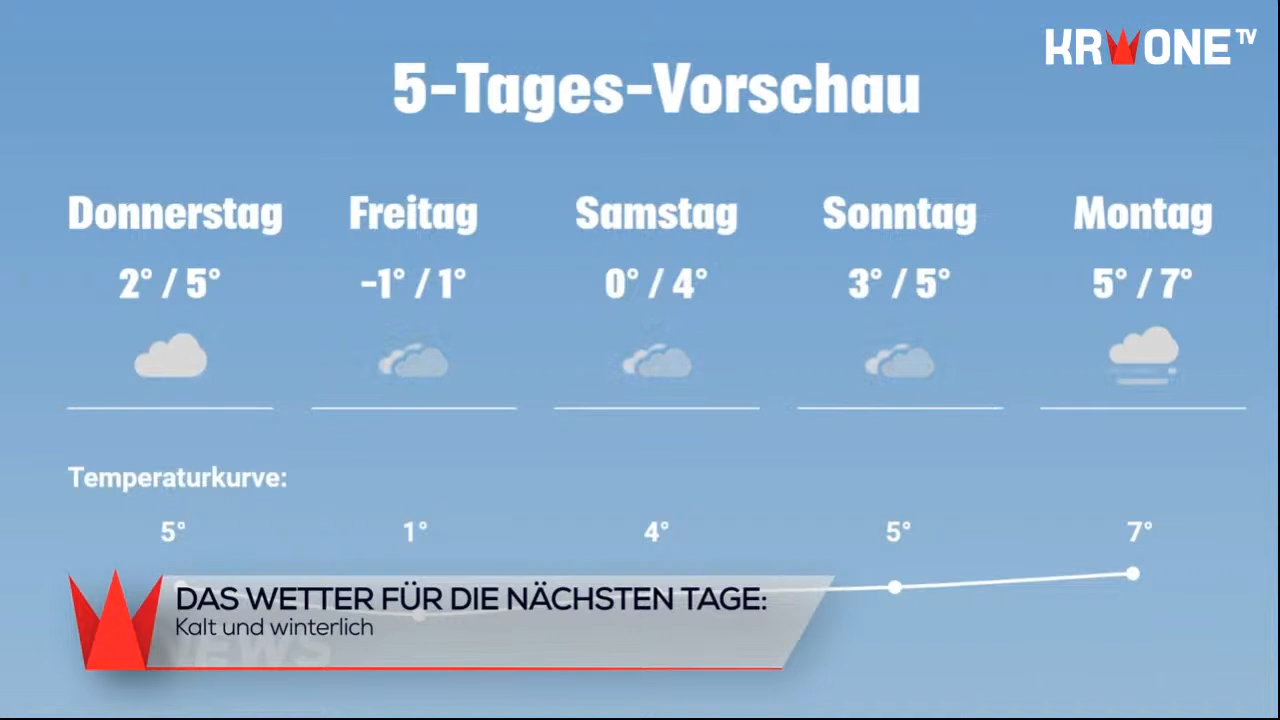 KRONE TV
5-Tages-Vorschau
Donnerstag Freitag Samstag Sonntag Montag
2° / 5° -1° / 1° 0° / 4° 3° / 5° 5° / 7°
Temperaturkurve:
5° 1° 4° 5° 7°
DAS WETTER FÜR DIE NÄCHSTEN TAGE:
Kalt und winterlich
NEWS